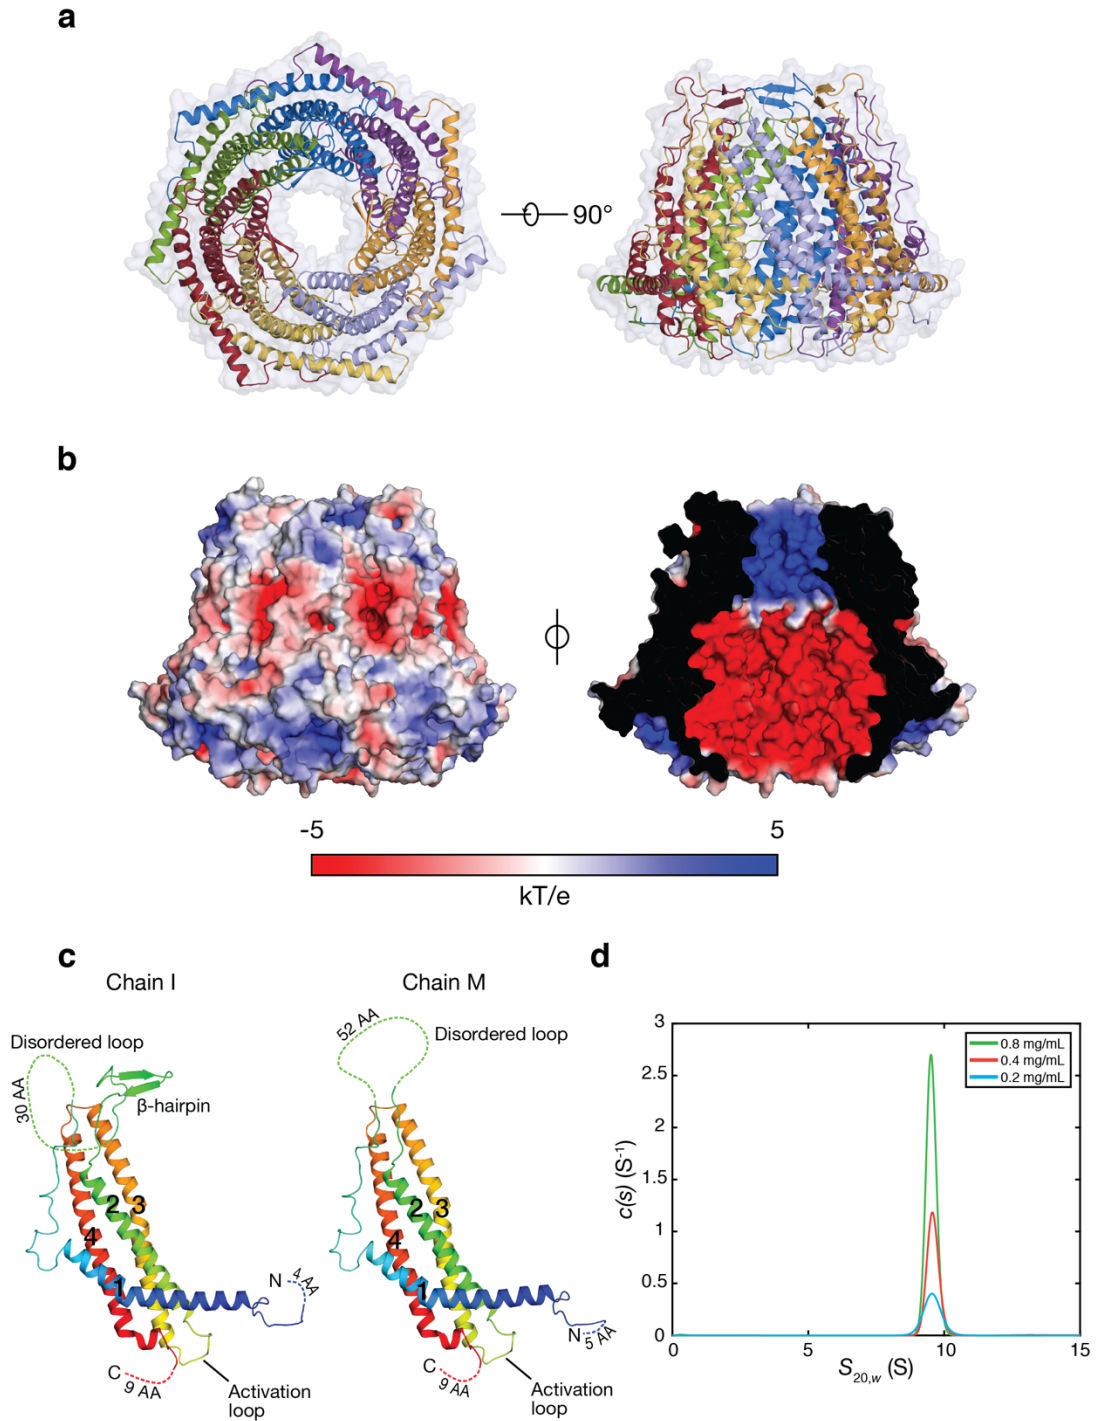 a
90°
b
-5
5
kT/e
c
d
Chain I
Chain M
Disordered loop
30 AA
β-hairpin
2
3
4
1
N
4 AA
C
9 AA
Activation
loop
52 AA
Disordered loop
2
3
4
1
N
5 AA
C
9 AA
Activation
loop
3
2.5
2
1.5
1
0.5
0
c(s) (S⁻¹)
0.8 mg/mL
0.4 mg/mL
0.2 mg/mL
0
5
10
15
S₂₀,w (S)